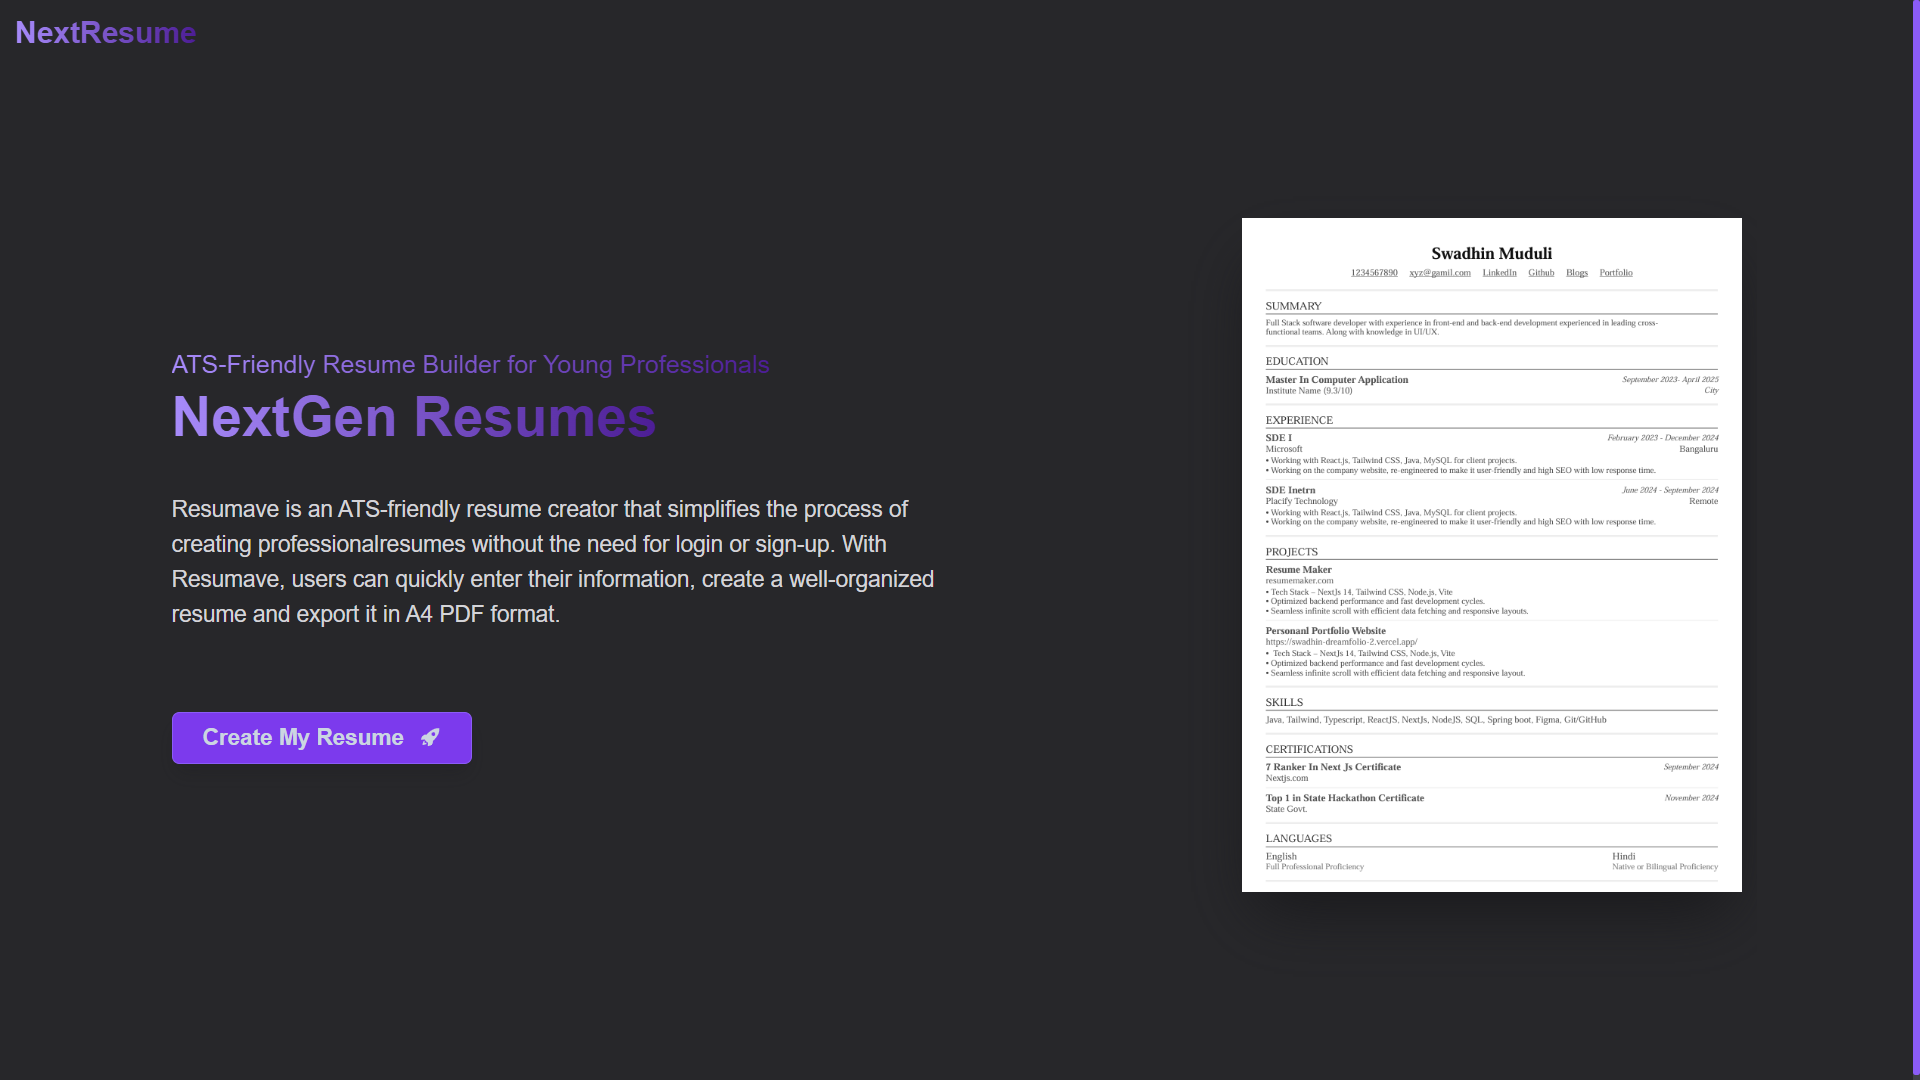 NextResume
ATS-Friendly Resume Builder for Young Professionals
NextGen Resumes
Resumave is an ATS-friendly resume creator that simplifies the process of
creating professionalresumes without the need for login or sign-up. With
Resumave, users can quickly enter their information, create a well-organized
resume and export it in A4 PDF format.
Create My Resume
Swadhin Muduli
1234567890 xyz@gamil.com LinkedIn Github Blogs Portfolio
SUMMARY
Full Stack software developer with experience in front-end and back-end development experienced in leading cross-
functional teams. Along with knowledge in UI/UX.
EDUCATION
Master In Computer Application September 2023- April 2025
Institute Name (9.3/10) City
EXPERIENCE
SDE I February 2023 - December 2024
Microsoft Bangaluru
• Working with React.js, Tailwind CSS, Java, MySQL for client projects.
• Working on the company website, re-engineered to make it user-friendly and high SEO with low response time.
SDE Inetrn June 2024 - September 2024
Placify Technology Remote
• Working with React.js, Tailwind CSS, Java, MySQL for client projects.
• Working on the company website, re-engineered to make it user-friendly and high SEO with low response time.
PROJECTS
Resume Maker
resumemaker.com
• Tech Stack – NextJs 14, Tailwind CSS, Node.js, Vite
• Optimized backend performance and fast development cycles.
• Seamless infinite scroll with efficient data fetching and responsive layouts.
Personanl Portfolio Website
https://swadhin-dreamfolio-2.vercel.app/
• Tech Stack – NextJs 14, Tailwind CSS, Node.js, Vite
• Optimized backend performance and fast development cycles.
• Seamless infinite scroll with efficient data fetching and responsive layout.
SKILLS
Java, Tailwind, Typescript, ReactJS, NextJs, NodeJS, SQL, Spring boot, Figma, Git/GitHub
CERTIFICATIONS
7 Ranker In Next Js Certificate September 2024
Nextjs.com
Top 1 in State Hackathon Certificate November 2024
State Govt.
LANGUAGES
English Hindi
Full Professional Proficiency Native or Bilingual Proficiency